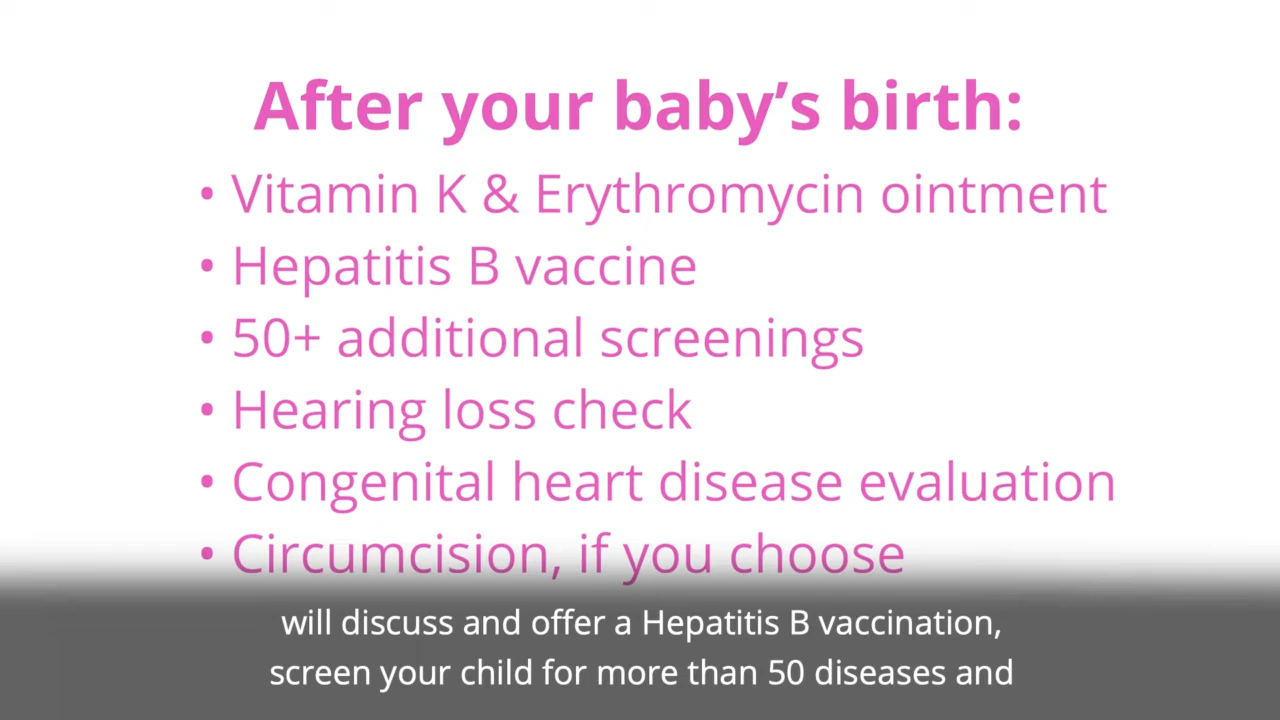 After your baby’s birth:
• Vitamin K & Erythromycin ointment
• Hepatitis B vaccine
• 50+ additional screenings
• Hearing loss check
• Congenital heart disease evaluation
• Circumcision, if you choose
will discuss and offer a Hepatitis B vaccination,
screen your child for more than 50 diseases and